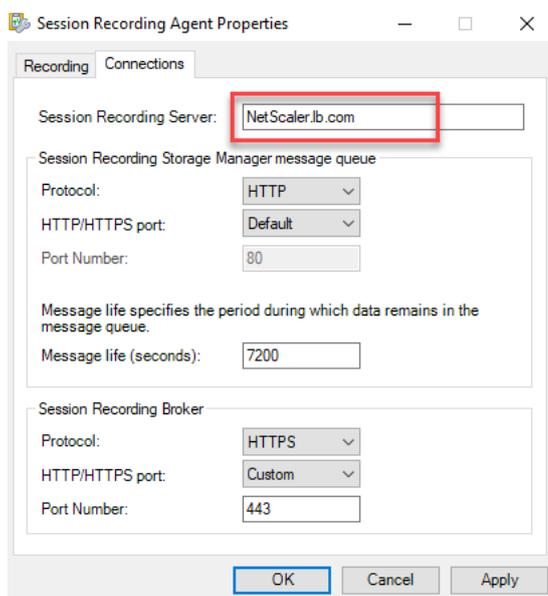 Session Recording Agent Properties
Recording Connections
Session Recording Server: NetScaler.lb.com
Session Recording Storage Manager message queue
Protocol: HTTP
HTTP/HTTPS port: Default
Port Number: 80
Message life specifies the period during which data remains in the
message queue.
Message life (seconds): 7200
Session Recording Broker
Protocol: HTTPS
HTTP/HTTPS port: Custom
Port Number: 443
OK Cancel Apply